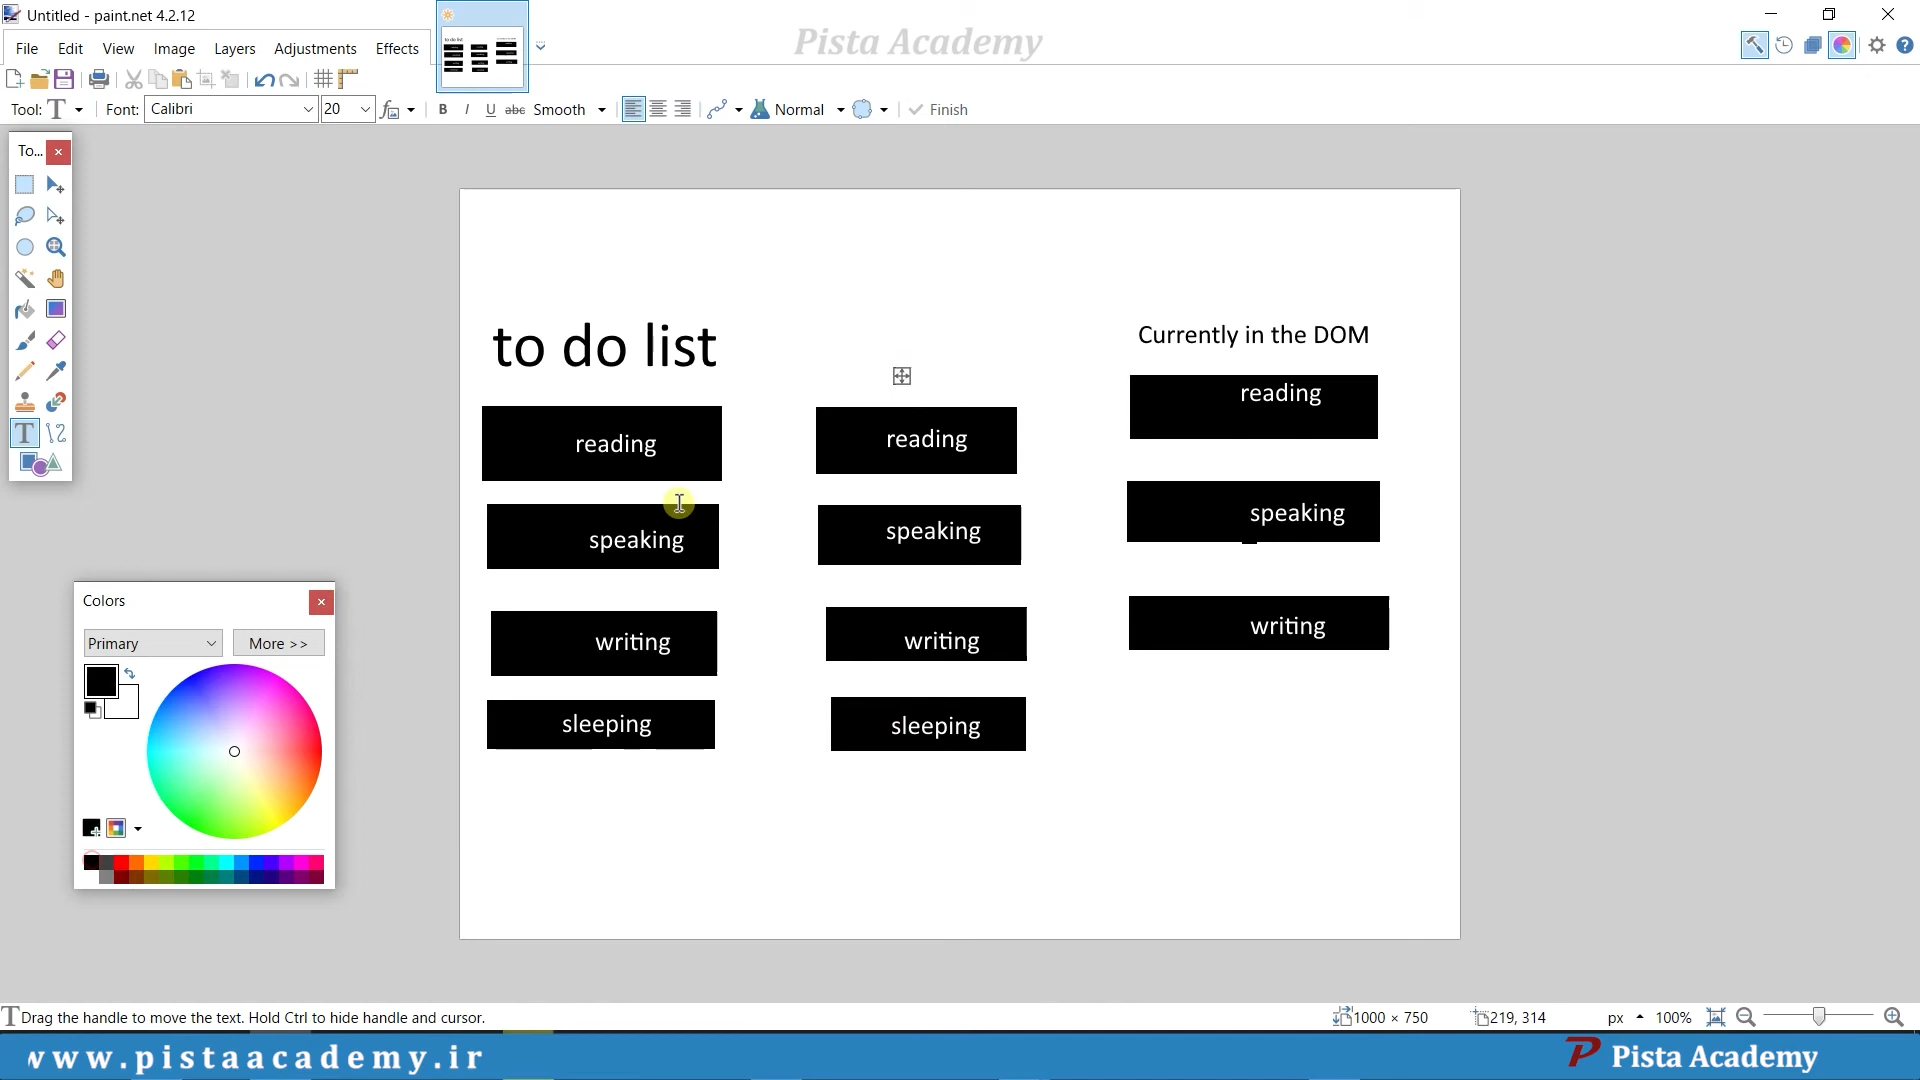 Untitled - paint.net 4.2.12
Pista Academy
File Edit View Image Layers Adjustments Effects
Tool: T Font: Calibri 20 B I U abc Smooth Normal Finish
To...
to do list
Currently in the DOM
reading reading reading
speaking speaking speaking
writing writing writing
sleeping sleeping
Colors
Primary More >>
Drag the handle to move the text. Hold Ctrl to hide handle and cursor. 1000 × 750 219, 314 px 100%
www.pistaacademy.ir Pista Academy